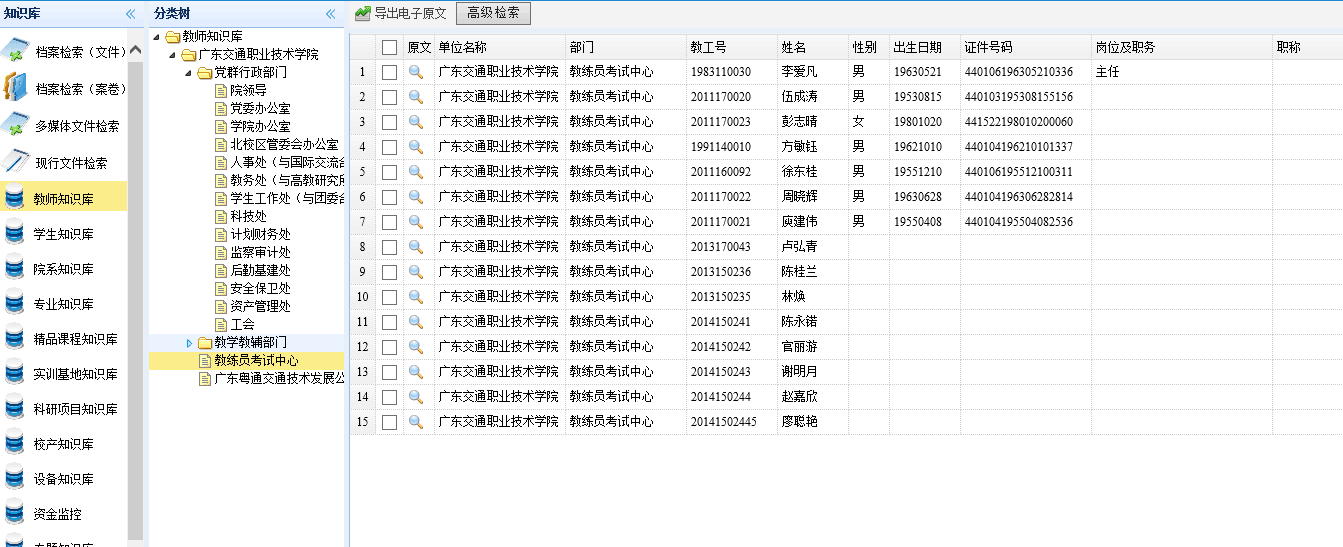 知识库
档案检索（文件）
档案检索（案卷）
多媒体文件检索
现行文件检索
教师知识库
学生知识库
院系知识库
专业知识库
精品课程知识库
实训基地知识库
科研项目知识库
校产知识库
设备知识库
资金监控
分类树
教师知识库
广东交通职业技术学院
党群行政部门
院领导
党委办公室
学院办公室
北校区管委会办公室
人事处（与国际交流合
教务处（与高教研究所
学生工作处（与团委合
科技处
计划财务处
监察审计处
后勤基建处
安全保卫处
资产管理处
工会
教学教辅部门
教练员考试中心
广东粤通交通技术发展公
导出电子原文 高级检索
原文 单位名称 部门 教工号 姓名 性别 出生日期 证件号码 岗位及职务 职称
1 广东交通职业技术学院 教练员考试中心 1983110030 李爱凡 男 19630521 440106196305210336 主任
2 广东交通职业技术学院 教练员考试中心 2011170020 伍成涛 男 19530815 440103195308155156
3 广东交通职业技术学院 教练员考试中心 2011170023 彭志晴 女 19801020 441522198010200060
4 广东交通职业技术学院 教练员考试中心 1991140010 方敏钰 男 19621010 440104196210101337
5 广东交通职业技术学院 教练员考试中心 2011160092 徐东桂 男 19551210 440106195512100311
6 广东交通职业技术学院 教练员考试中心 2011170022 周晓辉 男 19630628 440104196306282814
7 广东交通职业技术学院 教练员考试中心 2011170021 庾建伟 男 19550408 440104195504082536
8 广东交通职业技术学院 教练员考试中心 2013170043 卢弘青
9 广东交通职业技术学院 教练员考试中心 2013150236 陈桂兰
10 广东交通职业技术学院 教练员考试中心 2013150235 林焕
11 广东交通职业技术学院 教练员考试中心 2014150241 陈永锴
12 广东交通职业技术学院 教练员考试中心 2014150242 官丽游
13 广东交通职业技术学院 教练员考试中心 2014150243 谢明月
14 广东交通职业技术学院 教练员考试中心 2014150244 赵嘉欣
15 广东交通职业技术学院 教练员考试中心 20141502445 廖聪艳